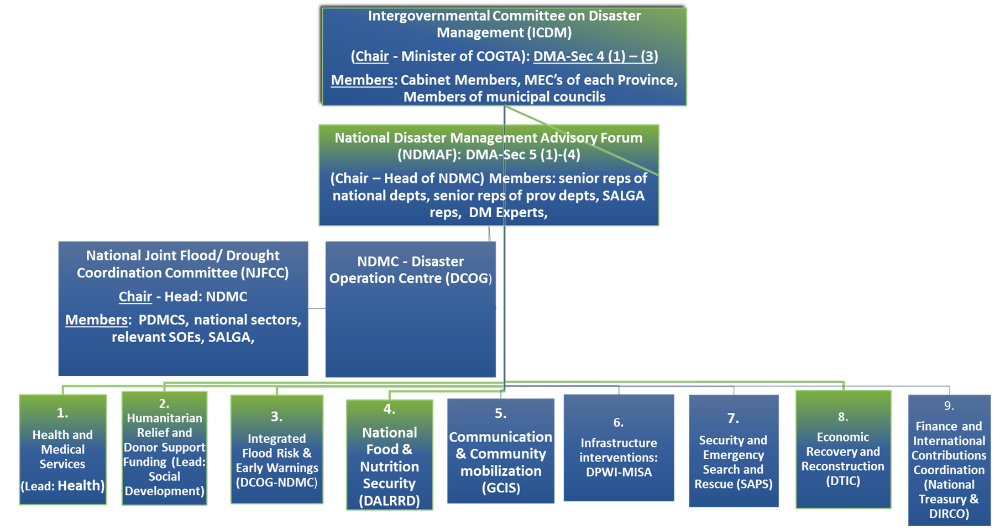 Intergovernmental Committee on Disaster
Management (ICDM)
(Chair - Minister of COGTA): DMA-Sec 4 (1) – (3)
Members: Cabinet Members, MEC’s of each Province,
Members of municipal councils
National Disaster Management Advisory Forum
(NDMAF): DMA-Sec 5 (1)-(4)
(Chair – Head of NDMC) Members: senior reps of
national depts, senior reps of prov depts, SALGA
reps, DM Experts,
National Joint Flood/ Drought
Coordination Committee (NJFCC)
Chair - Head: NDMC
Members: PDMCS, national sectors,
relevant SOEs, SALGA,
NDMC - Disaster
Operation Centre (DCOG)
1.
Health and
Medical
Services
(Lead: Health)
2.
Humanitarian
Relief and
Donor Support
Funding (Lead:
Social
Development)
3.
Integrated
Flood Risk &
Early Warnings
(DCOG-NDMC)
4.
National
Food &
Nutrition
Security
(DALRRD)
5.
Communication
& Community
mobilization
(GCIS)
6.
Infrastructure
interventions:
DPWI-MISA
7.
Security and
Emergency
Search and
Rescue (SAPS)
8.
Economic
Recovery and
Reconstruction
(DTIC)
9.
Finance and
International
Contributions
Coordination
(National
Treasury &
DIRCO)